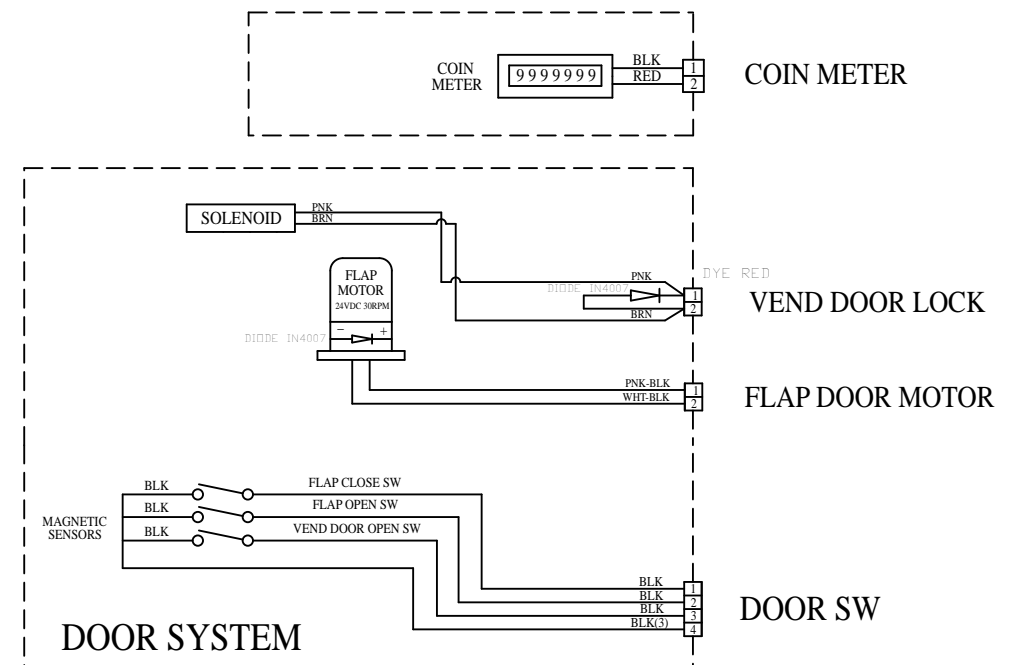 COIN
METER
9999999
BLK
RED
1
2
COIN METER
SOLENOID
PNK
BRN
FLAP
MOTOR
24VDC 30RPM
DIODE IN4007
−
+
DYE RED
PNK
DIODE IN4007
BRN
1
2
VEND DOOR LOCK
PNK-BLK
WHT-BLK
1
2
FLAP DOOR MOTOR
MAGNETIC
SENSORS
BLK
FLAP CLOSE SW
BLK
FLAP OPEN SW
BLK
VEND DOOR OPEN SW
BLK
BLK
BLK
BLK(3)
1
2
3
4
DOOR SW
DOOR SYSTEM